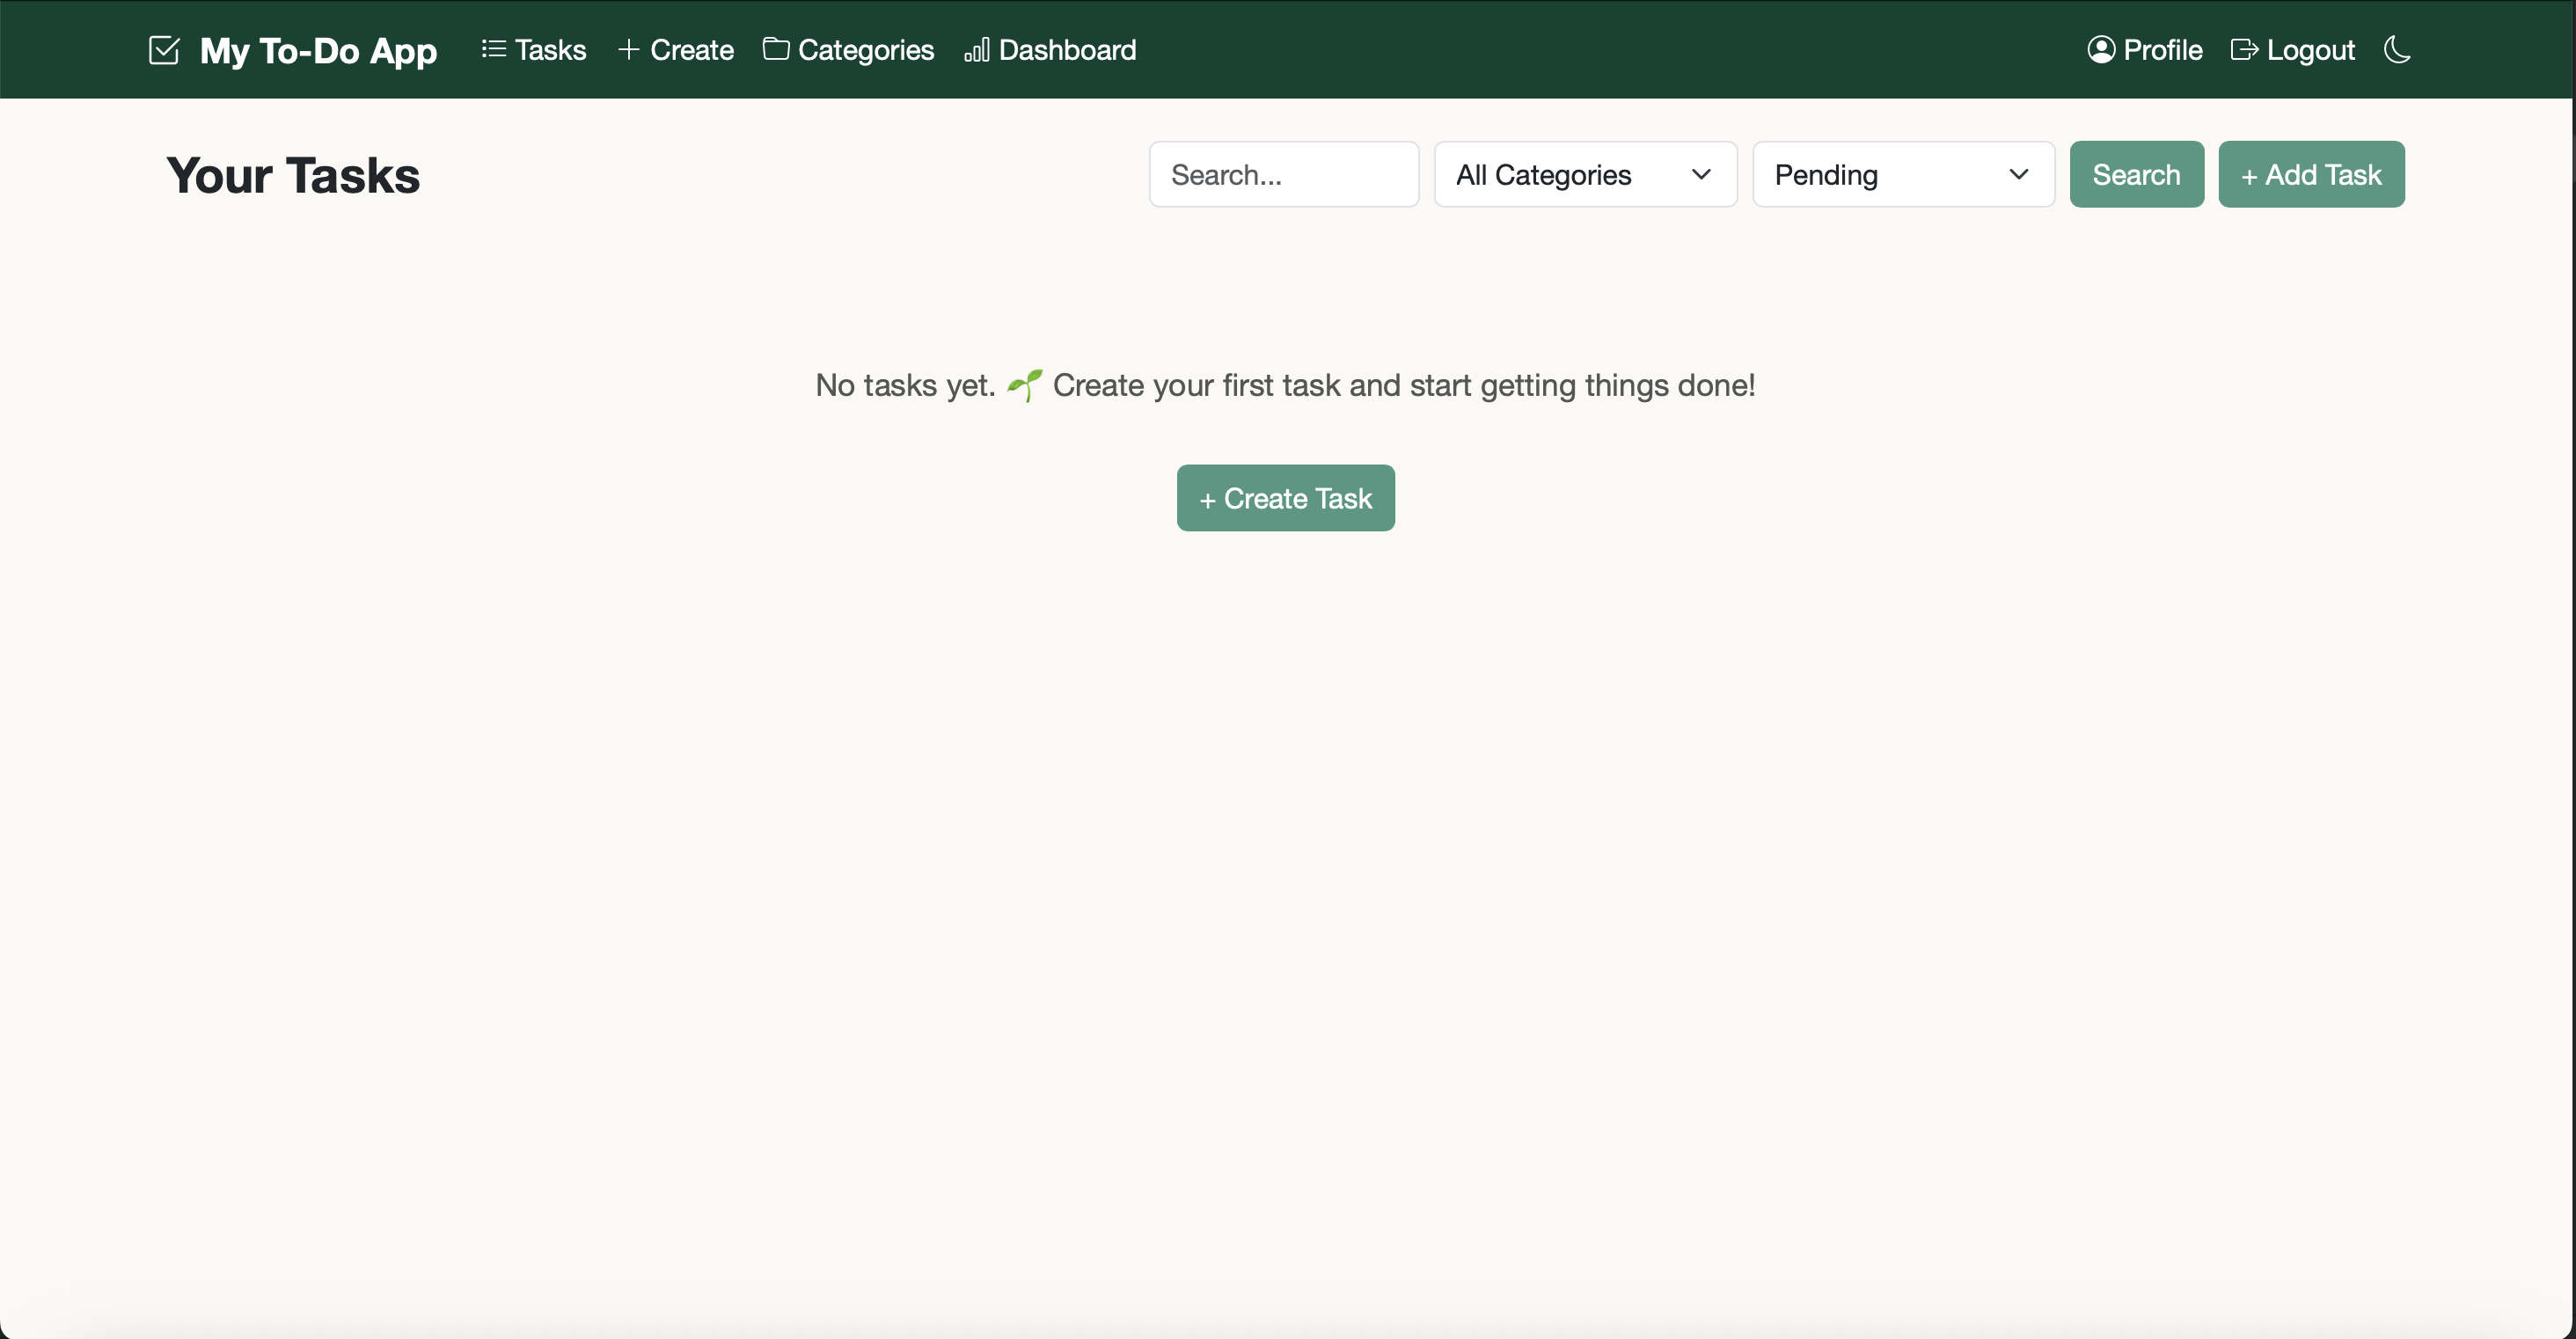 My To-Do App Tasks + Create Categories Dashboard Profile Logout
Your Tasks Search... All Categories Pending Search + Add Task
No tasks yet. 🌱 Create your first task and start getting things done!
+ Create Task